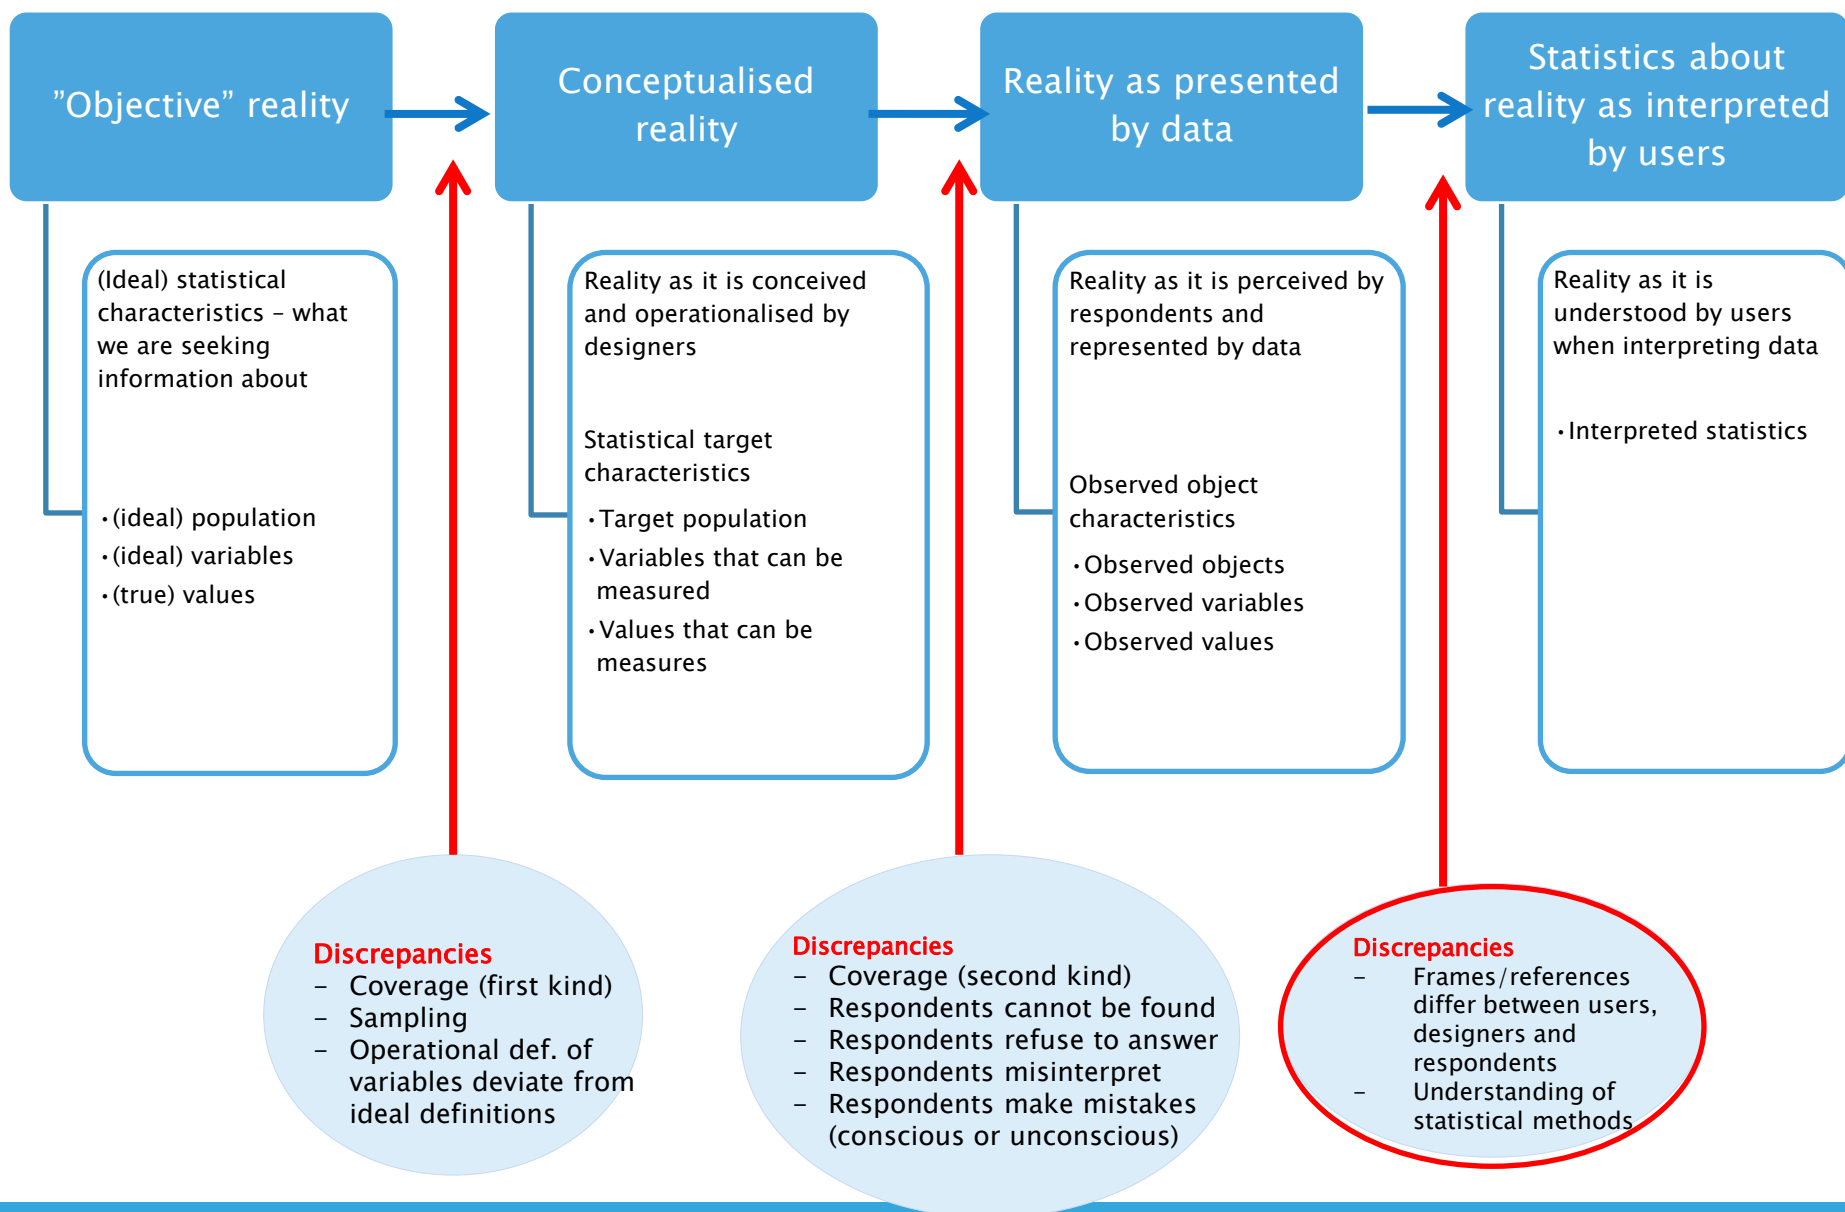 ”Objective” reality
Conceptualised
reality
Reality as presented
by data
Statistics about
reality as interpreted
by users
(Ideal) statistical
characteristics – what
we are seeking
information about
•(ideal) population
•(ideal) variables
•(true) values
Reality as it is conceived
and operationalised by
designers
Statistical target
characteristics
•Target population
•Variables that can be
measured
•Values that can be
measures
Reality as it is perceived by
respondents and
represented by data
Observed object
characteristics
•Observed objects
•Observed variables
•Observed values
Reality as it is
understood by users
when interpreting data
•Interpreted statistics
Discrepancies
– Coverage (first kind)
– Sampling
– Operational def. of
variables deviate from
ideal definitions
Discrepancies
– Coverage (second kind)
– Respondents cannot be found
– Respondents refuse to answer
– Respondents misinterpret
– Respondents make mistakes
(conscious or unconscious)
Discrepancies
– Frames/references
differ between users,
designers and
respondents
– Understanding of
statistical methods